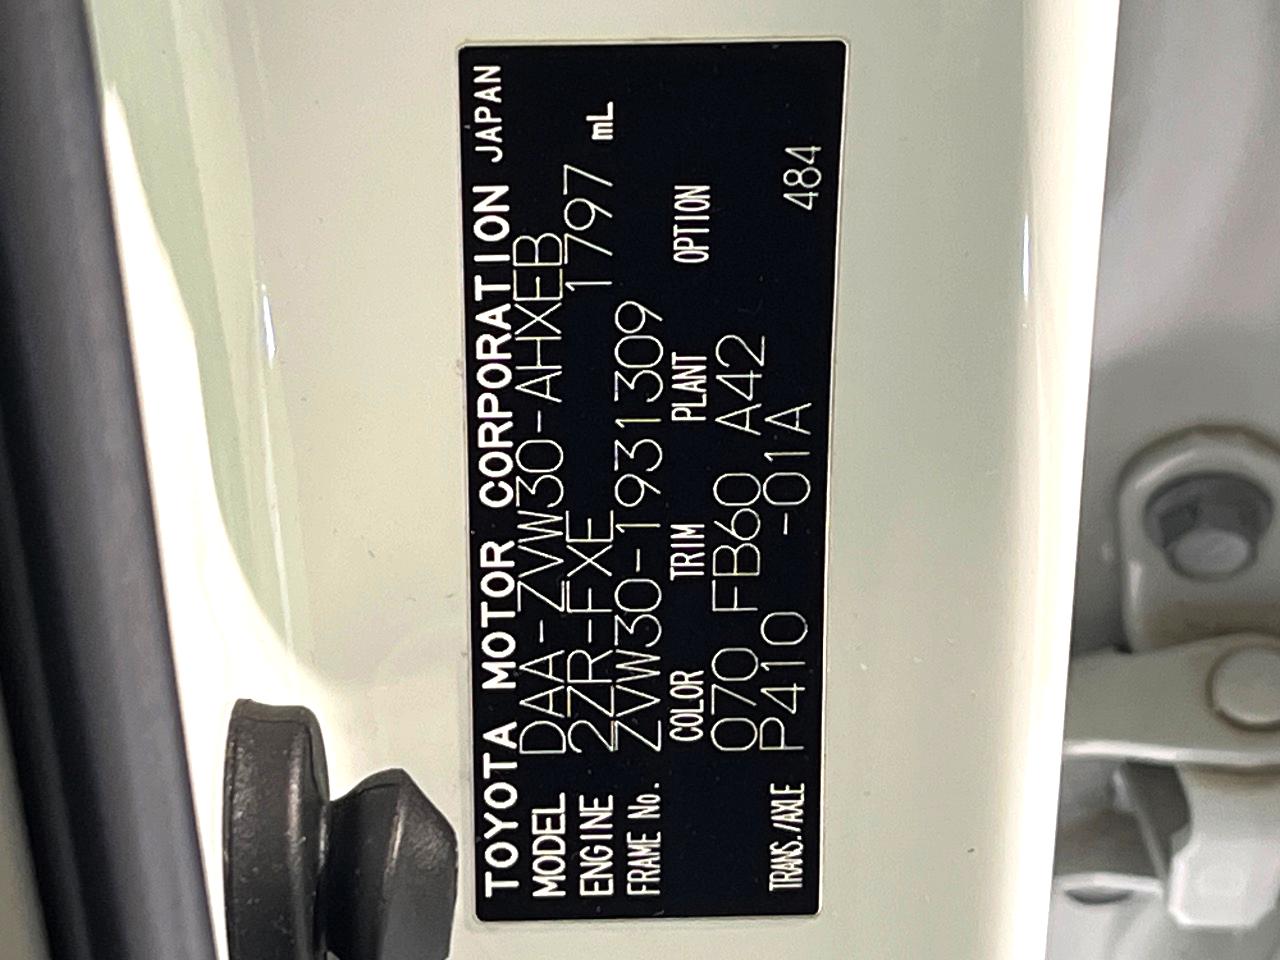 TOYOTA MOTOR CORPORATION JAPAN
MODEL DAA-ZVW30-AHXEB
ENGINE 2ZR-FXE 1797 mL
FRAME No. ZVW30-1931309
COLOR TRIM PLANT OPTION
070 FB60 A42
TRANS./AXLE P410 -01A 484